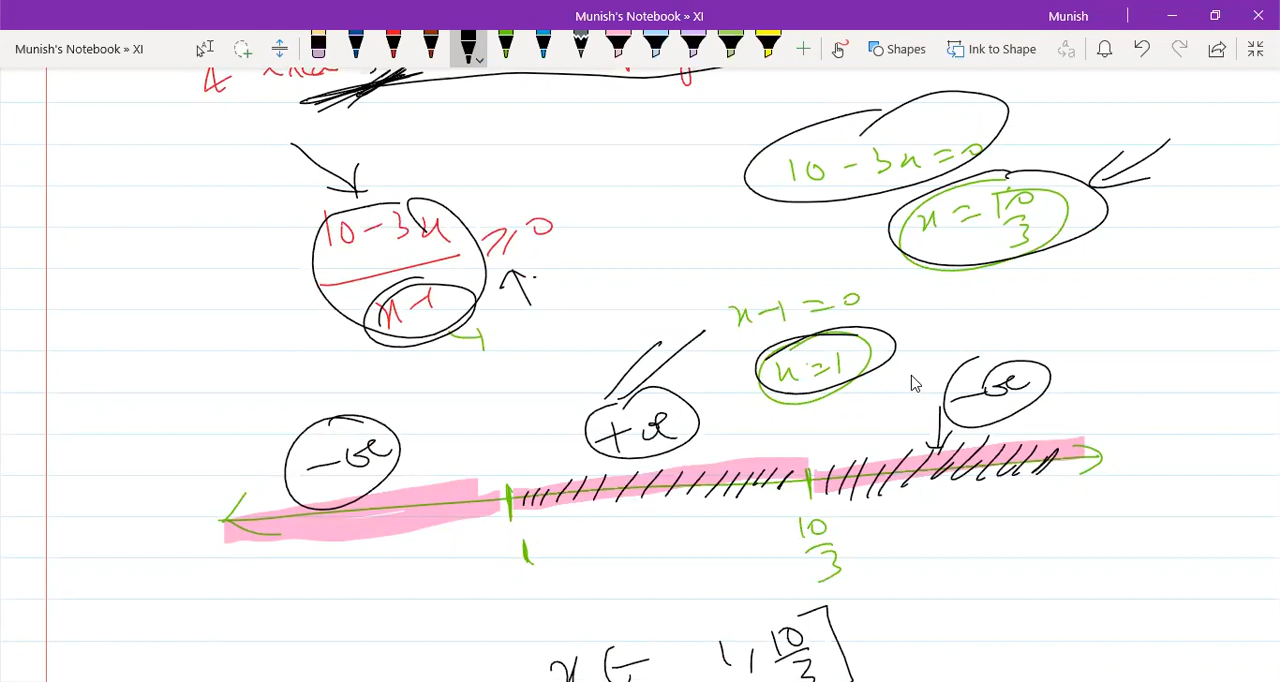 Munish's Notebook » XI
Munish
Munish's Notebook » XI
Shapes
Ink to Shape
10-3x=0
x=10/3
10-3x/x-1 ≥0
x-1=0
x=1
-ve
+ve
-ve
1
10/3
x ∈ 1, 10/3]